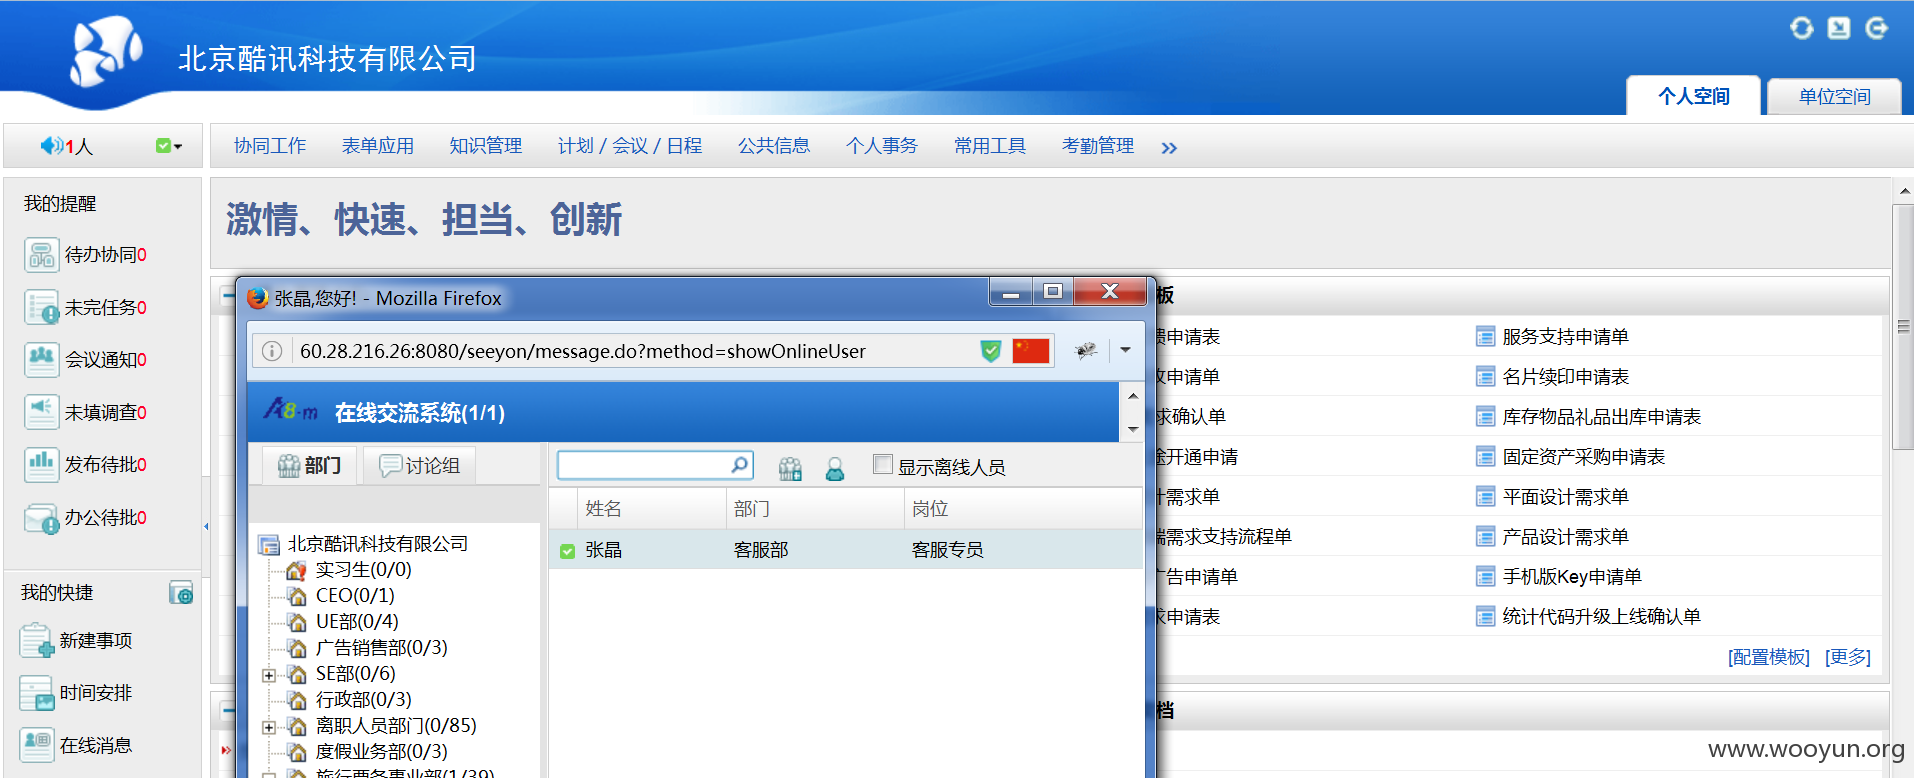 北京酷讯科技有限公司
个人空间
单位空间
1人
协同工作
表单应用
知识管理
计划 / 会议 / 日程
公共信息
个人事务
常用工具
考勤管理
我的提醒
待办协同0
未完任务0
会议通知0
未填调查0
发布待批0
办公待批0
我的快捷
新建事项
时间安排
在线消息
激情、快速、担当、创新
张晶,您好! - Mozilla Firefox
60.28.216.26:8080/seeyon/message.do?method=showOnlineUser
A8-m 在线交流系统(1/1)
部门
讨论组
显示离线人员
姓名 部门 岗位
张晶 客服部 客服专员
北京酷讯科技有限公司
实习生(0/0)
CEO(0/1)
UE部(0/4)
广告销售部(0/3)
SE部(0/6)
行政部(0/3)
离职人员部门(0/85)
度假业务部(0/3)
旅行票务事业部(1/39)
板
申请表
申请单
求确认单
开通申请
计需求单
端需求支持流程单
广告申请单
求申请表
服务支持申请单
名片续印申请表
库存物品礼品出库申请表
固定资产采购申请表
平面设计需求单
产品设计需求单
手机版Key申请单
统计代码升级上线确认单
[配置模板] [更多]
档
www.wooyun.org